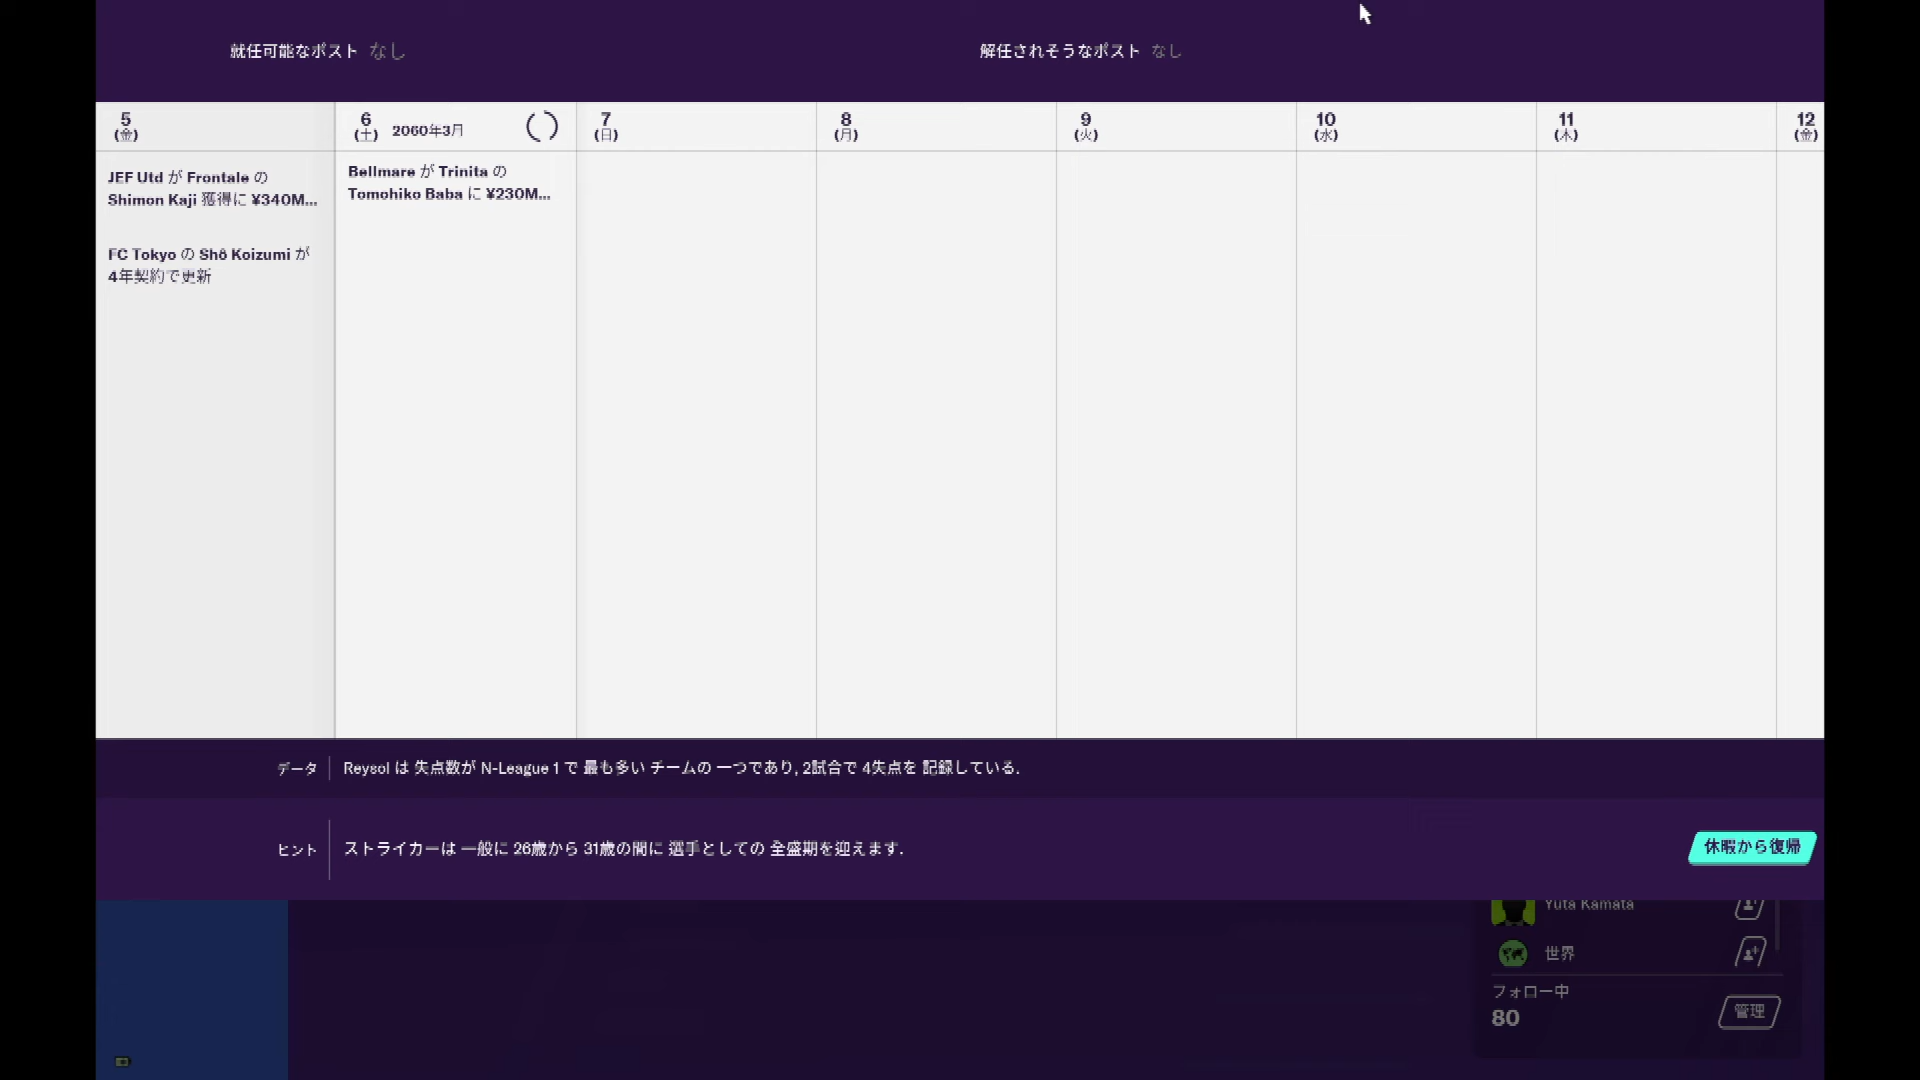 就任可能なポスト なし
解任されそうなポスト なし
5
(金)
6
(土) 2060年3月
7
(日)
8
(月)
9
(火)
10
(水)
11
(木)
12
(金)
JEF Utd が Frontale の
Shimon Kaji 獲得に ¥340M...
FC Tokyo の Shô Koizumi が
4年契約で更新
Bellmare が Trinita の
Tomohiko Baba に ¥230M...
データ
Reysol は 失点数が N-League 1 で 最も多い チームの 一つであり, 2試合で 4失点を 記録している.
ヒント
ストライカーは 一般に 26歳から 31歳の間に 選手としての 全盛期を迎えます.
休暇から復帰
Yuta Kamata
世界
フォロー中
80
管理